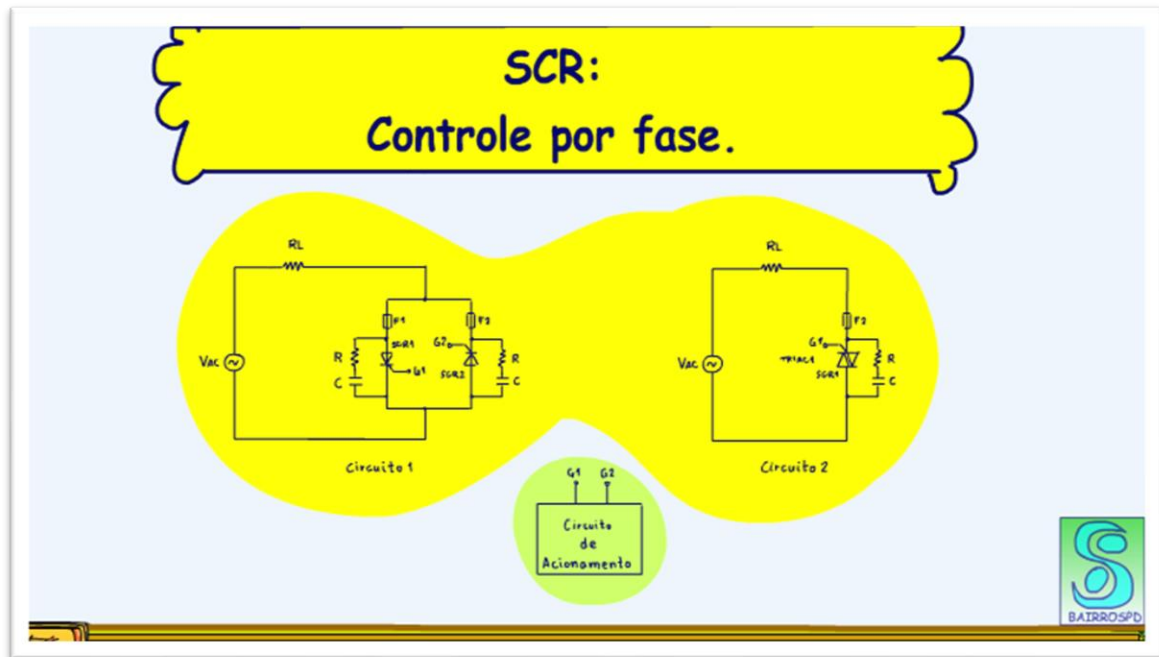 SCR:
Controle por fase.
RL
F1
F2
SCR1
G2
R
Vac
G1
SCR2
R
C
C
Circuito 1
RL
F2
G1
Vac
TRIAC1
R
SCR1
C
Circuito 2
G1 G2
Circuito
de
Acionamento
BAIRROSPD